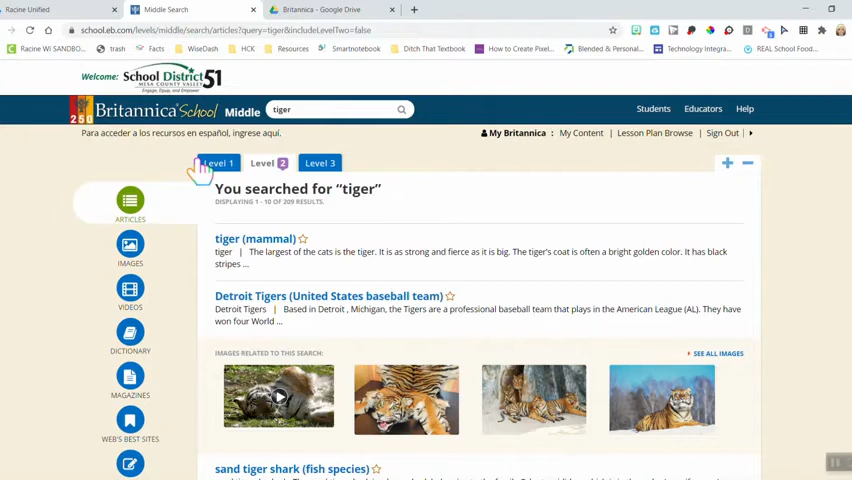 Racine Unified
Middle Search
Britannica - Google Drive
school.eb.com/levels/middle/search/articles?query=tiger&includeLevelTwo=false
Racine Wi SANDBO...
trash
Facts
WiseDash
HCK
Resources
Smartnotebook
Ditch That Textbook
How to Create Pixel...
Blended & Personal...
Technology Integra...
REAL School Food...
Welcome: School District 51
MESA COUNTY VALLEY
Engage, Equip, and Empower
250 Britannica School Middle
tiger
Students
Educators
Help
Para acceder a los recursos en español, ingrese aquí.
My Britannica :
My Content
Lesson Plan Browse
Sign Out
Level 1
Level 2
Level 3
You searched for "tiger"
DISPLAYING 1 - 10 OF 209 RESULTS.
ARTICLES
IMAGES
VIDEOS
DICTIONARY
MAGAZINES
WEB'S BEST SITES
tiger (mammal)
tiger | The largest of the cats is the tiger. It is as strong and fierce as it is big. The tiger's coat is often a bright golden color. It has black
stripes ...
Detroit Tigers (United States baseball team)
Detroit Tigers | Based in Detroit , Michigan, the Tigers are a professional baseball team that plays in the American League (AL). They have
won four World ...
IMAGES RELATED TO THIS SEARCH:
SEE ALL IMAGES
sand tiger shark (fish species)